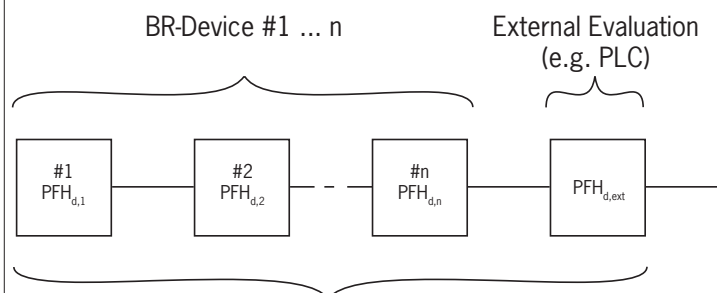 BR-Device #1 ... n
External Evaluation
(e.g. PLC)
#1
PFHd,1
#2
PFHd,2
#n
PFHd,n
PFHd,ext